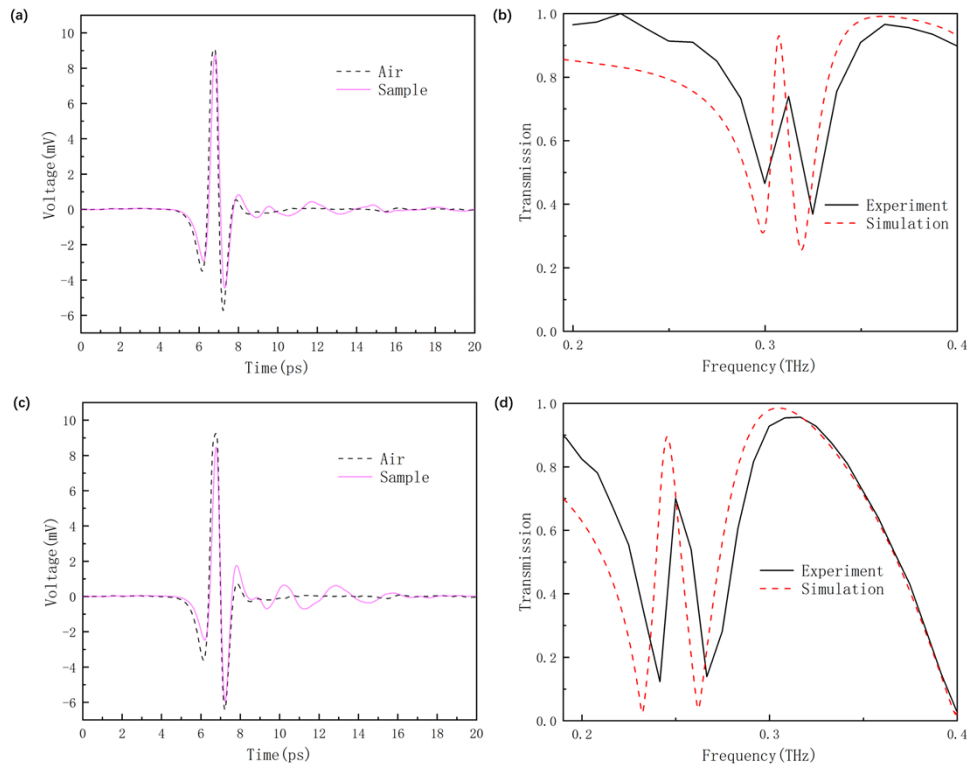 (a)
10
8
6
4
2
0
-2
-4
-6
Voltage(mV)
Air
Sample
0 2 4 6 8 10 12 14 16 18 20
Time(ps)
(b)
1.0
0.8
0.6
0.4
0.2
0.0
Transmission
Experiment
Simulation
0.2 0.3 0.4
Frequency(THz)
(c)
10
8
6
4
2
0
-2
-4
-6
Voltage(mV)
Air
Sample
0 2 4 6 8 10 12 14 16 18 20
Time(ps)
(d)
1.0
0.8
0.6
0.4
0.2
0.0
Transmission
Experiment
Simulation
0.2 0.3 0.4
Frequency(THz)